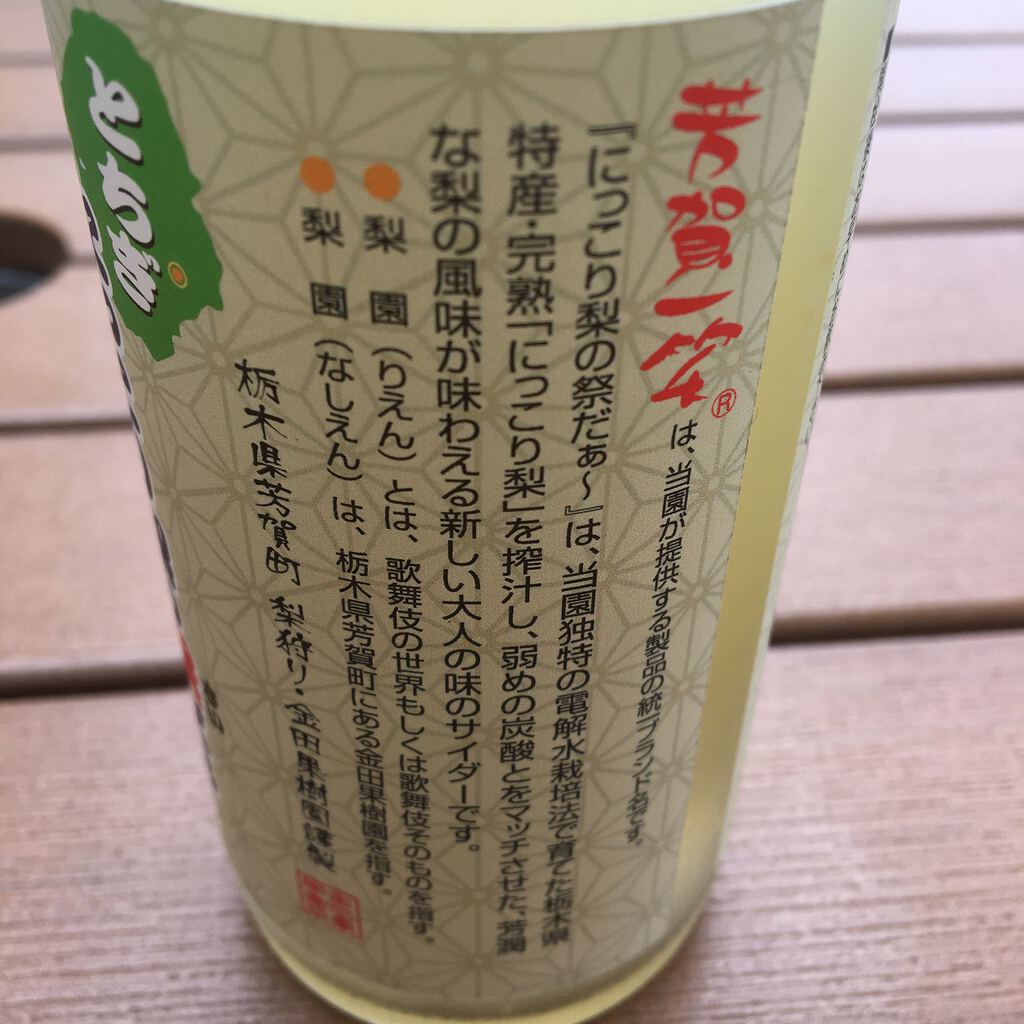 芳賀一笑® は、当園が提供する製品の統一ブランド名です。
『にっこり梨の祭だぁ～』は、当園独特の電解水栽培法で育てた栃木県
特産・完熟「にっこり梨」を搾汁し、弱めの炭酸とをマッチさせた、芳潤
な梨の風味が味わえる新しい大人の味のサイダーです。
● 梨園(りえん)とは、歌舞伎の世界もしくは歌舞伎そのものを指す。
● 梨園(なしえん)は、栃木県芳賀町にある金田果樹園を指す。
栃木県芳賀町 梨狩り・金田果樹園謹製
とちぎ